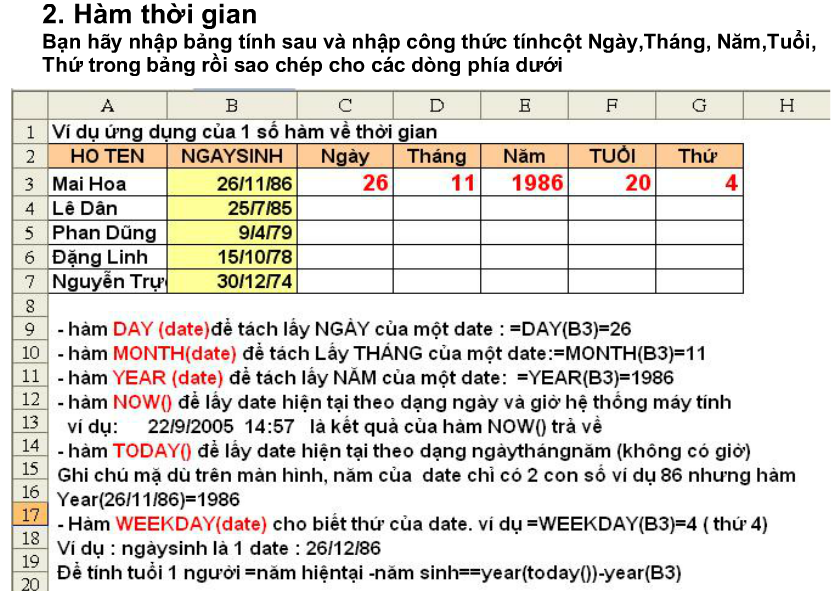 2. Hàm thời gian
Bạn hãy nhập bảng tính sau và nhập công thức tínhcột Ngày,Tháng, Năm,Tuổi,
Thứ trong bảng rồi sao chép cho các dòng phía dưới
A B C D E F G H
1 Ví dụ ứng dụng của 1 số hàm về thời gian
2 HO TEN NGAYSINH Ngày Tháng Năm TUỔI Thứ
3 Mai Hoa 26/11/86 26 11 1986 20 4
4 Lê Dân 25/7/85
5 Phan Dũng 9/4/79
6 Đặng Linh 15/10/78
7 Nguyễn Trự 30/12/74
8
9 - hàm DAY (date)để tách lấy NGÀY của một date : =DAY(B3)=26
10 - hàm MONTH(date) để tách Lấy THÁNG của một date:=MONTH(B3)=11
11 - hàm YEAR (date) để tách lấy NĂM của một date: =YEAR(B3)=1986
12 - hàm NOW() để lấy date hiện tại theo dạng ngày và giờ hệ thống máy tính
13 ví dụ: 22/9/2005 14:57 là kết quả của hàm NOW() trả về
14 - hàm TODAY() để lấy date hiện tại theo dạng ngàythángnăm (không có giờ)
15 Ghi chú mặ dù trên màn hình, năm của date chỉ có 2 con số ví dụ 86 nhưng hàm
16 Year(26/11/86)=1986
17 - Hàm WEEKDAY(date) cho biết thứ của date. ví dụ =WEEKDAY(B3)=4 ( thứ 4)
18 Ví dụ : ngàysinh là 1 date : 26/12/86
19 Để tính tuổi 1 người =năm hiệntại -năm sinh==year(today())-year(B3)
20